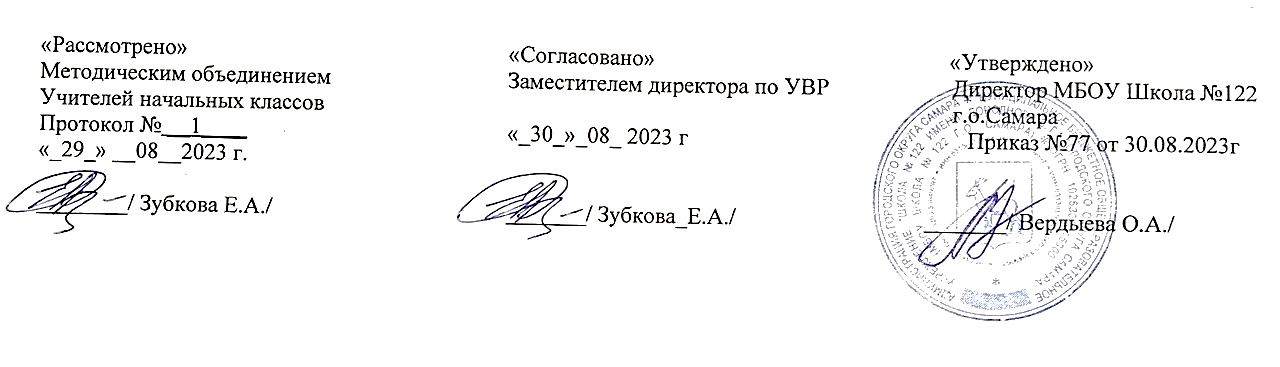 «Рассмотрено»
Методическим объединением
Учителей начальных классов
Протокол №__1____
«_29_» __08__2023 г.
________/ Зубкова Е.А./
«Согласовано»
Заместителем директора по УВР
«_30_»_08_ 2023 г
_______/ Зубкова_Е.А./
«Утверждено»
Директор МБОУ Школа №122
г.о.Самара
Приказ №77 от 30.08.2023г
_______/ Вердыева О.А./